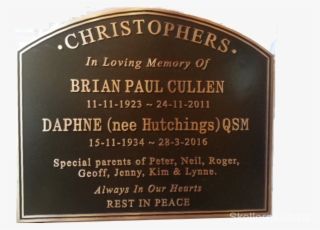 ·CHRISTOPHERS·
In Loving Memory Of
BRIAN PAUL CULLEN
11-11-1923 ~ 24-11-2011
DAPHNE (nee Hutchings) QSM
15-11-1934 ~ 28-3-2016
Special parents of Peter, Neil, Roger,
Geoff, Jenny, Kim & Lynne.
Always In Our Hearts
REST IN PEACE